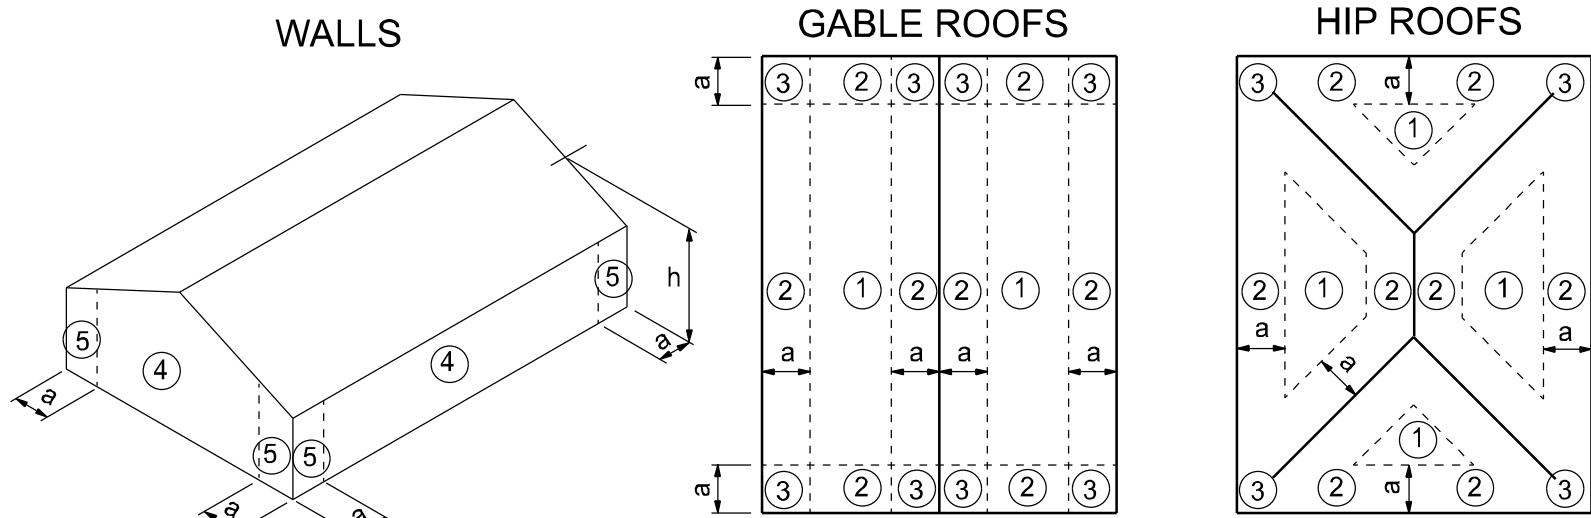 WALLS
GABLE ROOFS
HIP ROOFS
a 3 2 3 3 2 3
3 2 a 2 3
1
h
5
2 1 2 2 1 2
2 1 2 2 1 2
5
4
4
a
a
a a a a
a a
a
1
5 5
a 3 2 3 3 2 3
3 2 a 2 3
a a